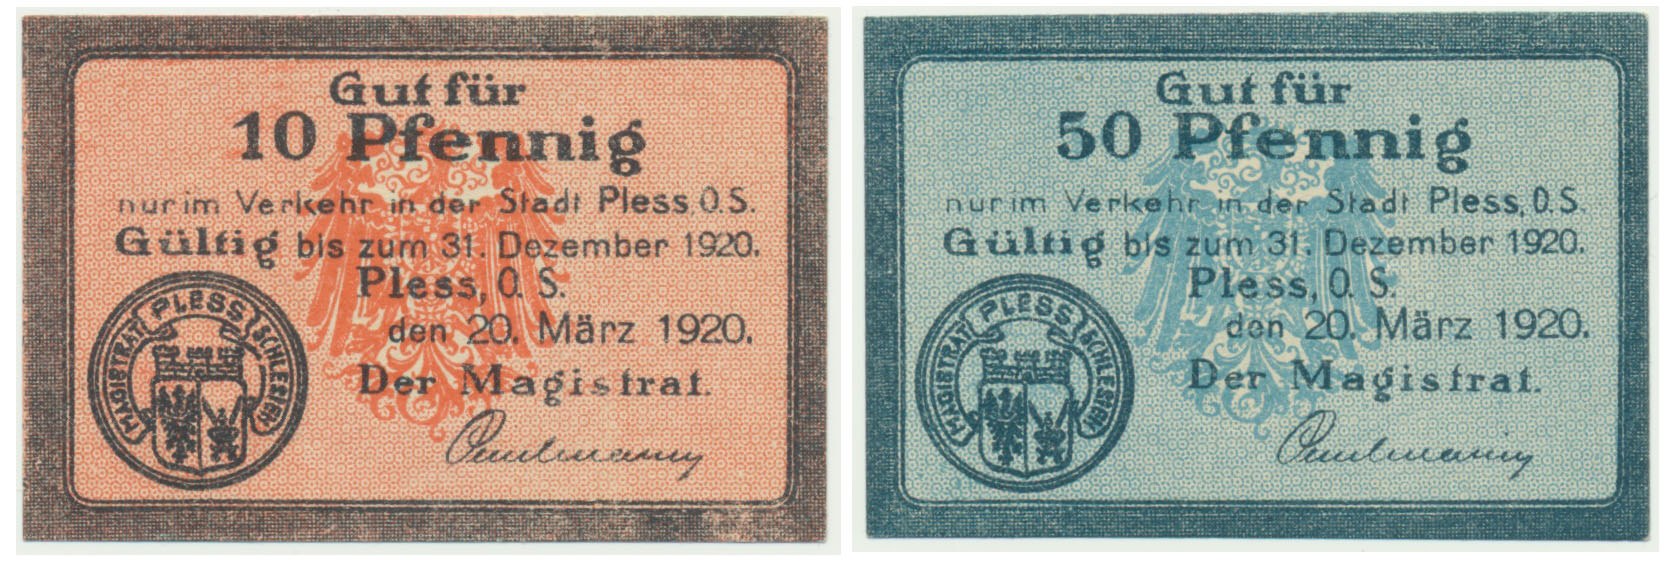 Gut für
10 Pfennig
nur im Verkehr in der Stadt Pless, O.S.
Gültig bis zum 31. Dezember 1920.
Pless, O. S.
den 20. März 1920.
Der Magistrat.
MAGISTRAT PLESS SCHLESIEN
Gut für
50 Pfennig
nur im Verkehr in der Stadt Pless, O.S.
Gültig bis zum 31. Dezember 1920.
Pless, O. S.
den 20. März 1920.
Der Magistrat.
MAGISTRAT PLESS SCHLESIEN